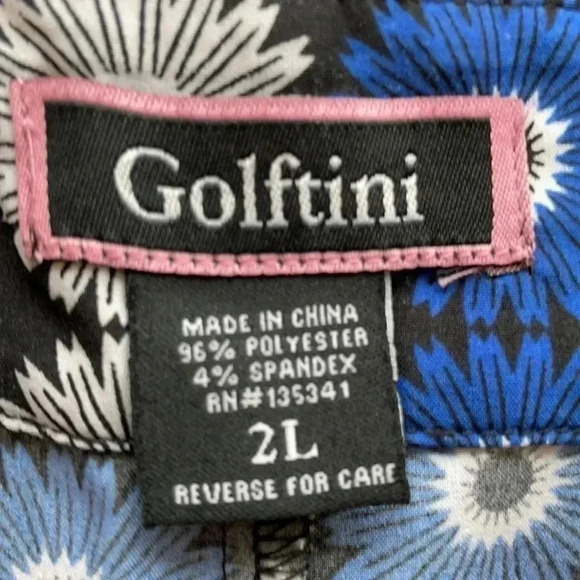 Golftini
MADE IN CHINA
96% POLYESTER
4% SPANDEX
RN#135341
2L
REVERSE FOR CARE